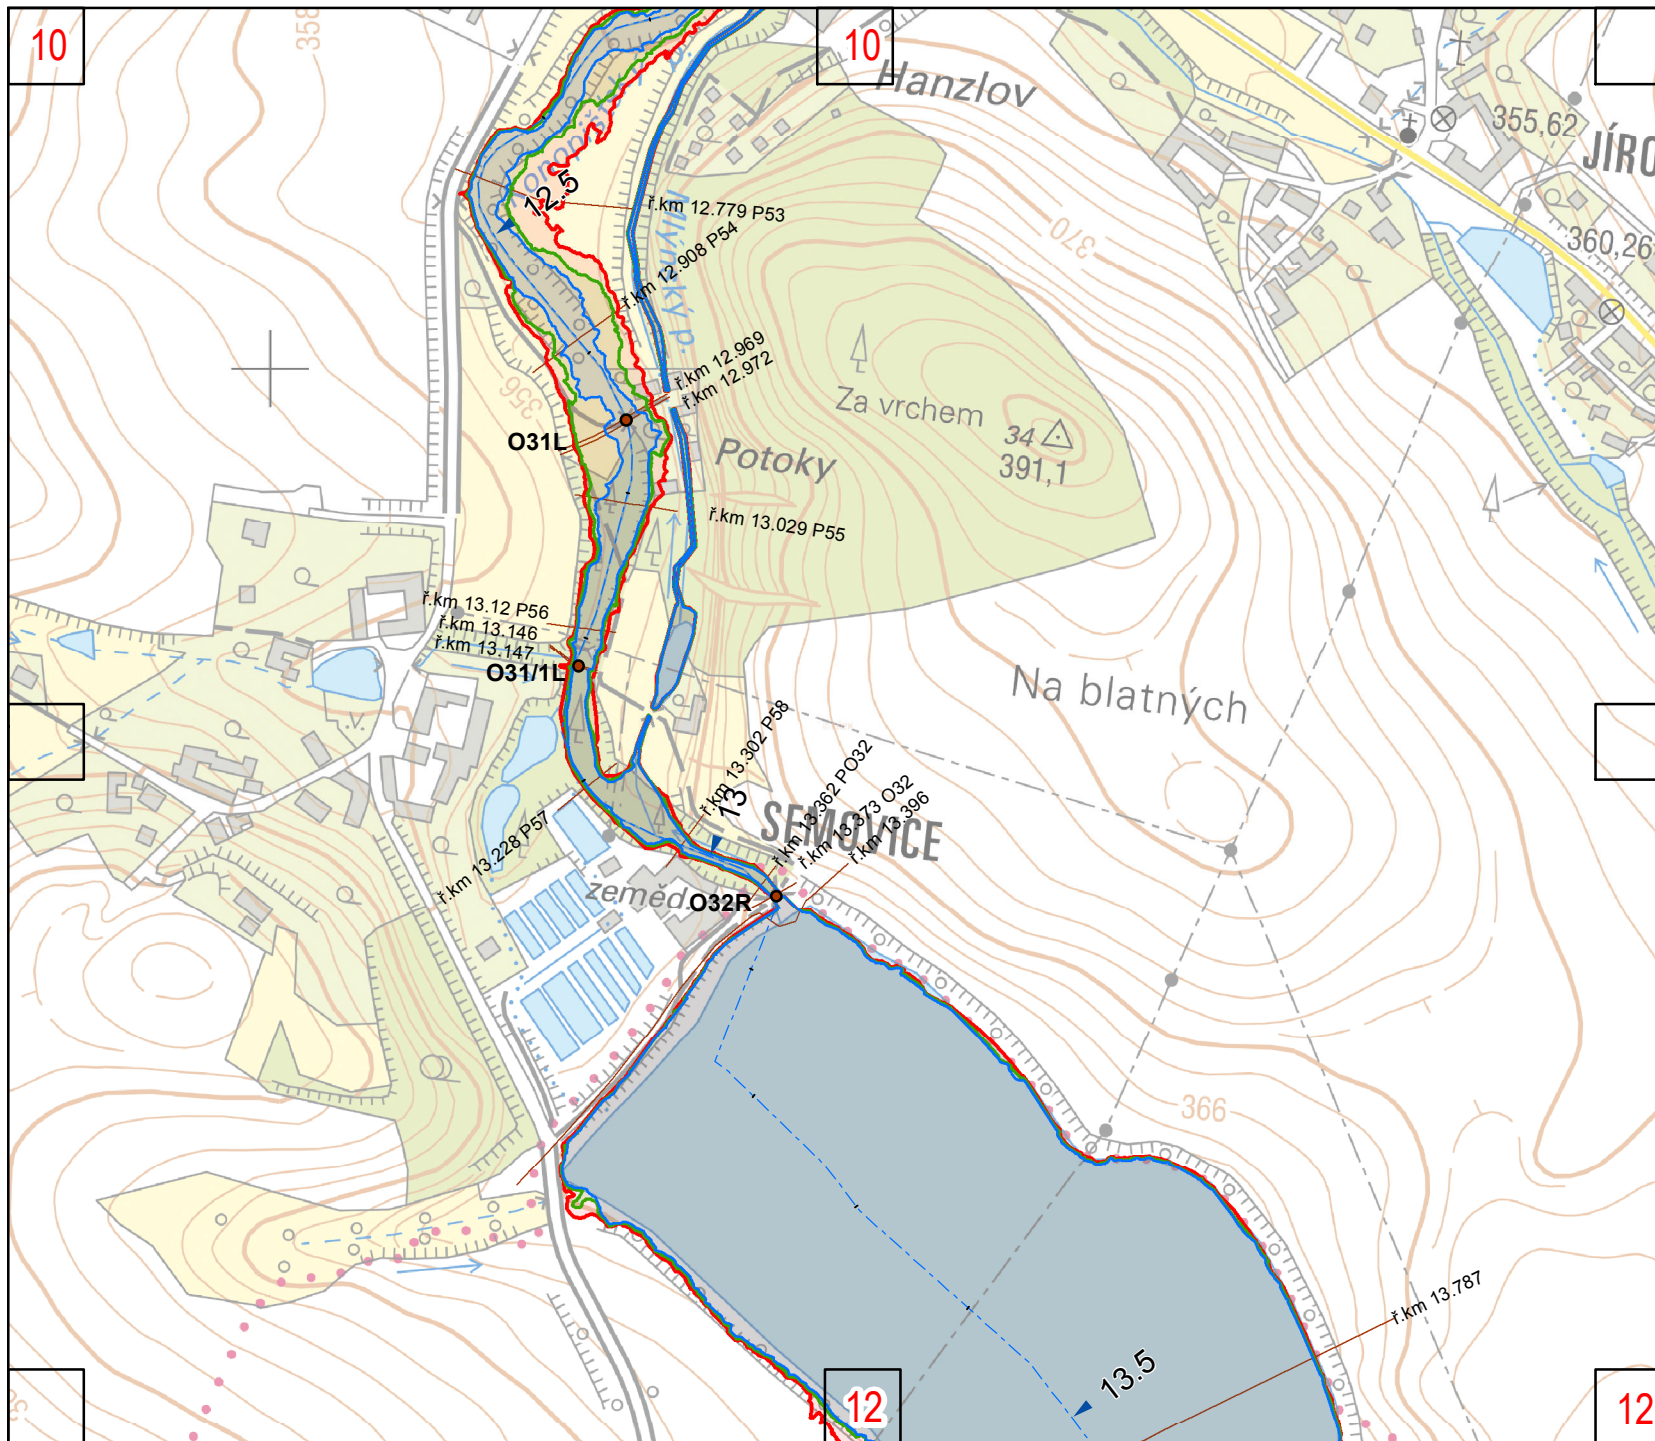 10
10
358
Hanzlov
355,62
JÍRO
360,26
12.5
ř.km 12.779 P53
ř.km 12.908 P54
Mlýnský p.
370
ř.km 12.969
ř.km 12.972
356
Za vrchem
34
391,1
O31L
Potoky
ř.km 13.029 P55
ř.km 13.12 P56
ř.km 13.146
ř.km 13.147
O31/1L
Na blatných
ř.km 13.302 P58
13
ř.km 13.362 PO32
ř.km 13.373 O32
ř.km 13.396
SEMOVICE
ř.km 13.228 P57
zeměd
O32R
366
ř.km 13.787
13.5
12
12